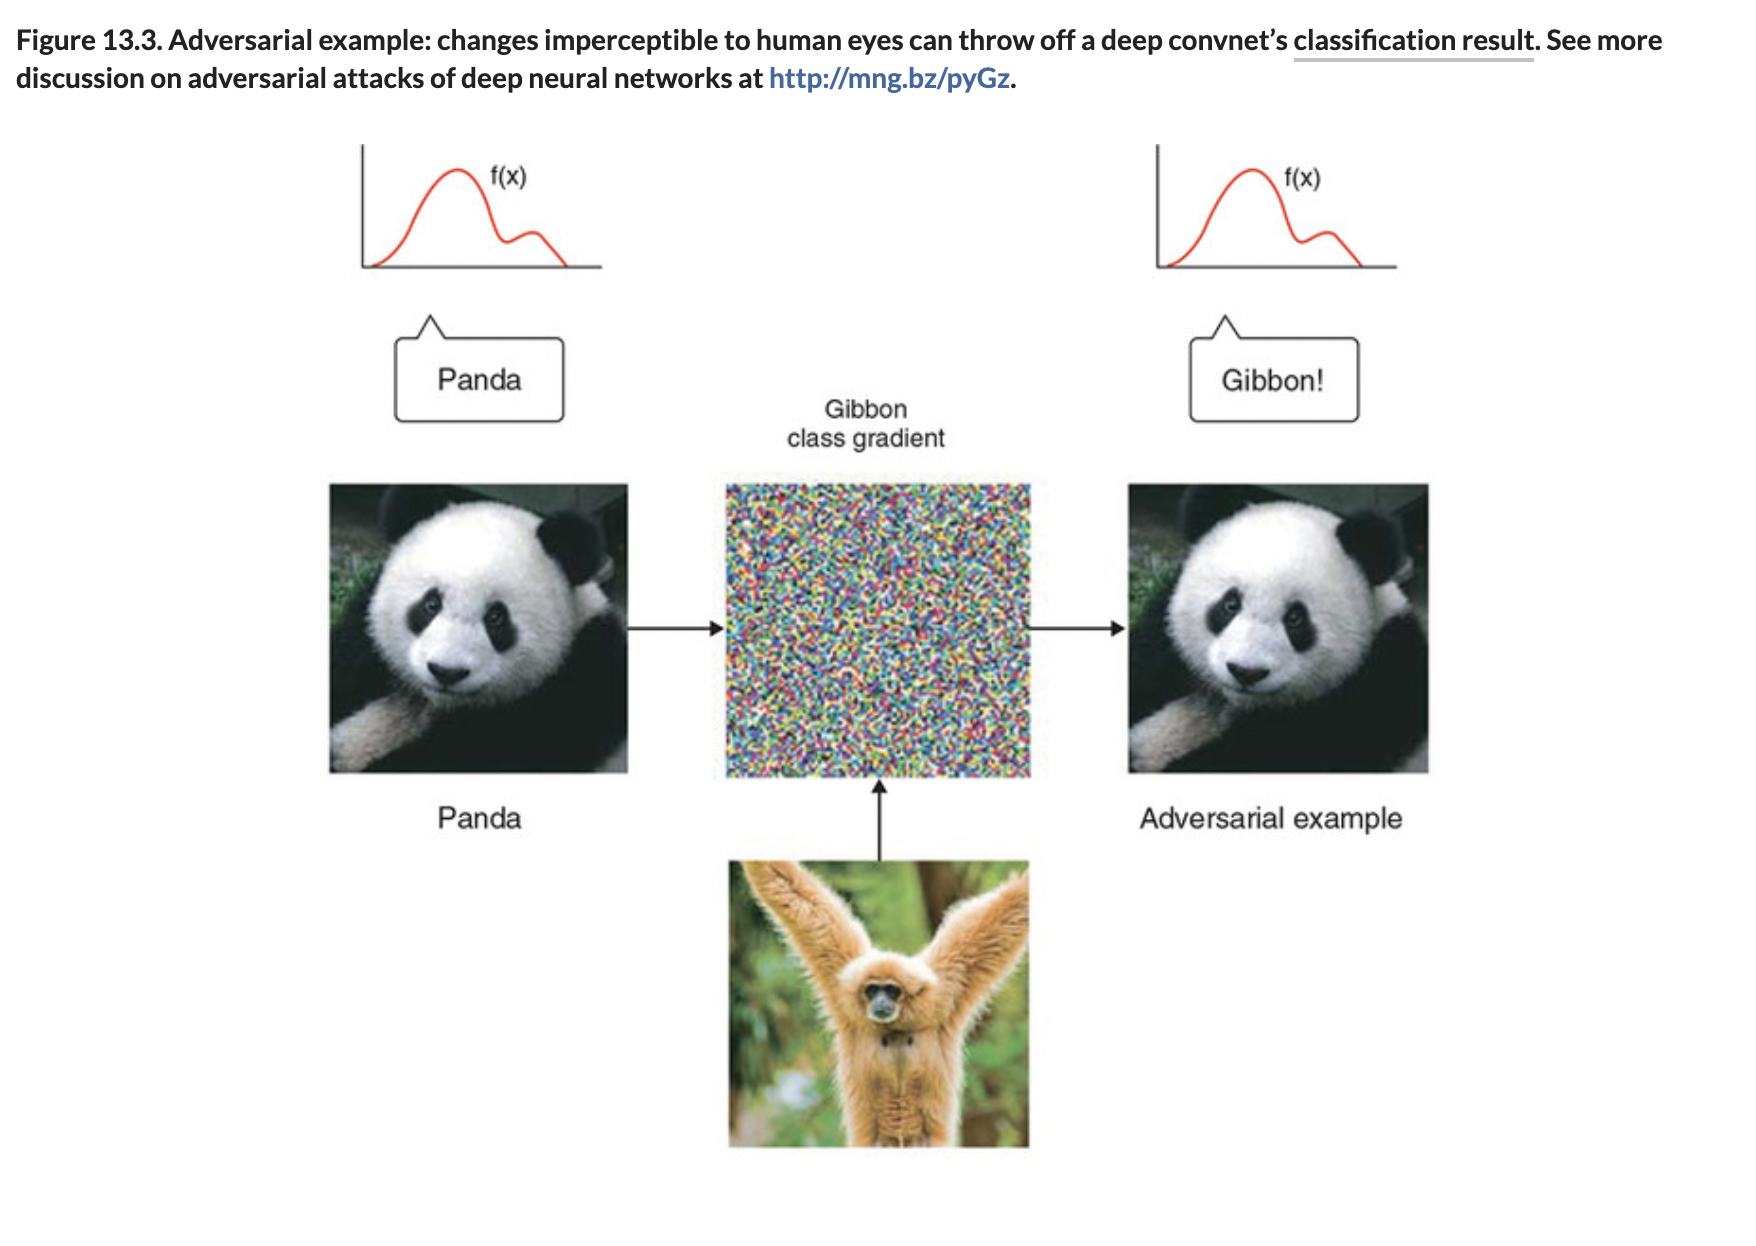 Figure 13.3. Adversarial example: changes imperceptible to human eyes can throw off a deep convnet’s classification result. See more
discussion on adversarial attacks of deep neural networks at http://mng.bz/pyGz.
f(x)
f(x)
Panda
Gibbon!
Gibbon
class gradient
Panda
Adversarial example